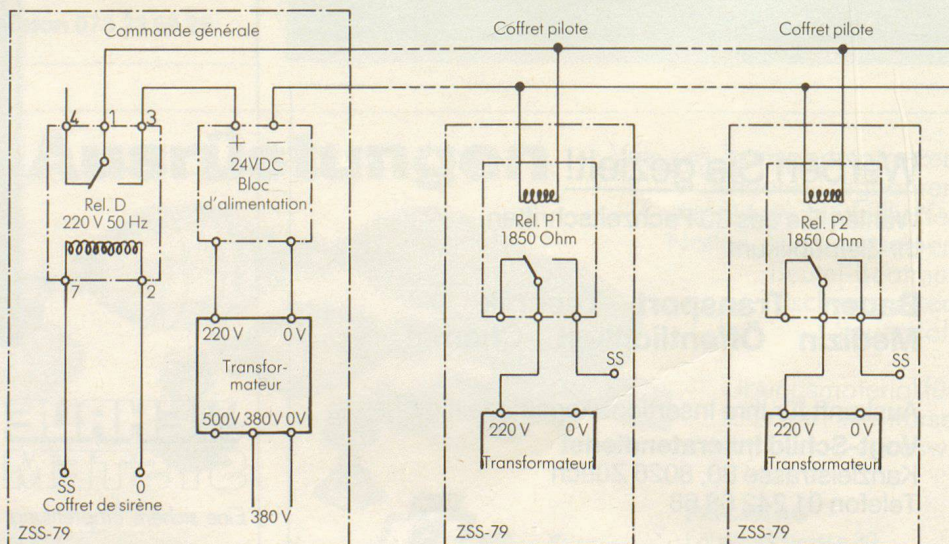 Commande générale
4 1 3
Rel. D
220 V 50 Hz
7 2
24VDC
Bloc
d'alimentation
220 V 0 V
Transfor-
mateur
500V 380V 0V
380 V
SS 0
Coffret de sirène
ZSS-79
Coffret pilote
Rel. P1
1850 Ohm
SS
220 V 0 V
Transformateur
ZSS-79
Coffret pilote
Rel. P2
1850 Ohm
SS
220 V 0 V
Transformateur
ZSS-79